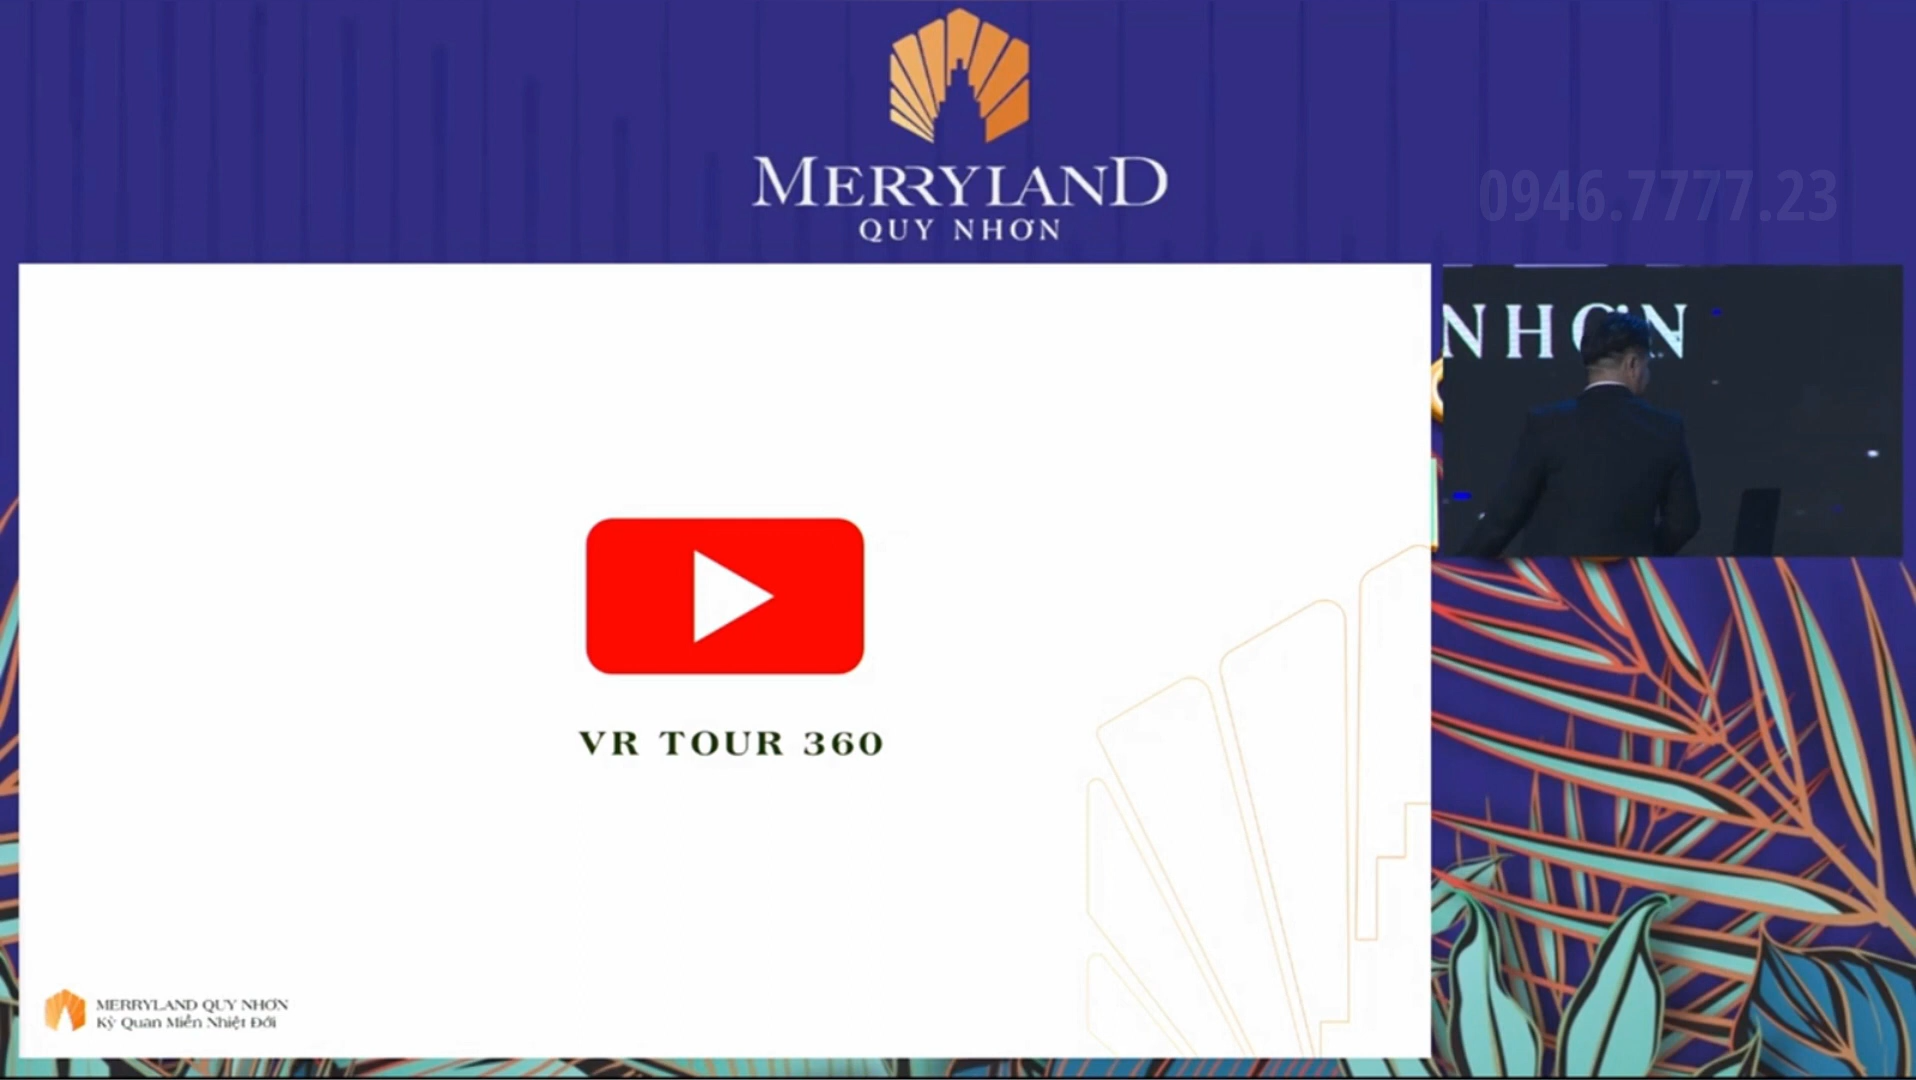 MERRYLAND
QUY NHƠN
0946.7777.23
NHƠN
VR TOUR 360
MERRYLAND QUY NHƠN
Kỳ Quan Miền Nhiệt Đới